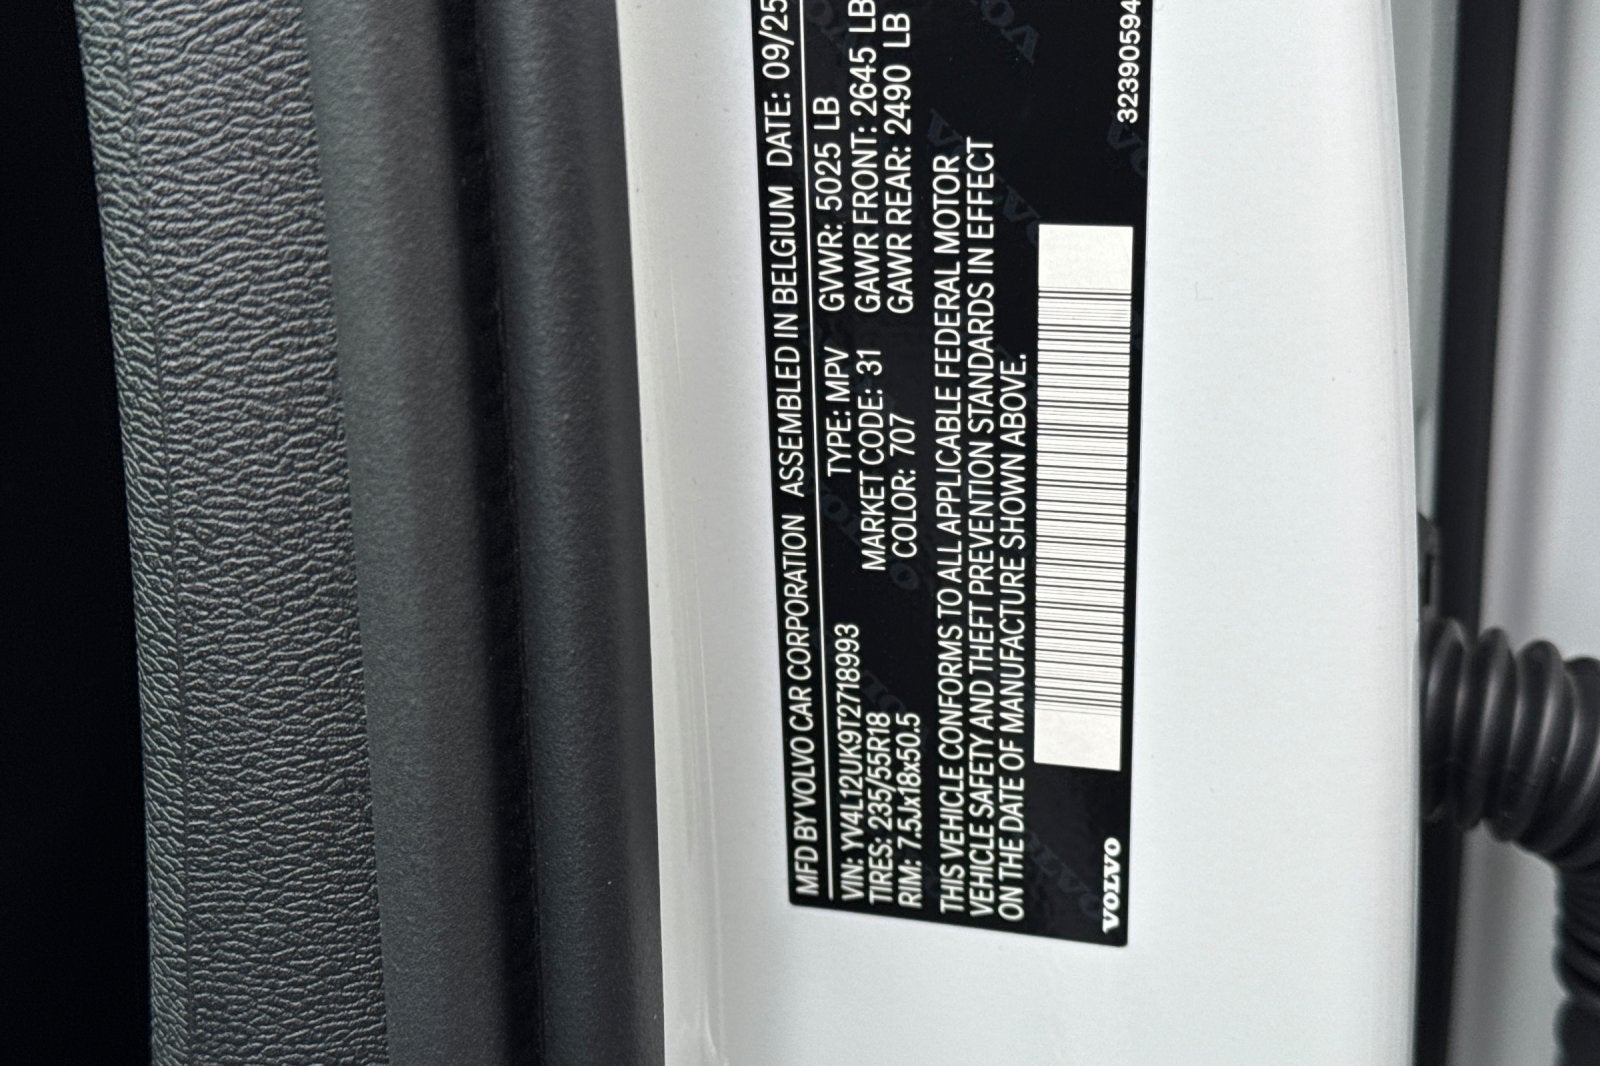 MFD BY VOLVO CAR CORPORATION ASSEMBLED IN BELGIUM DATE: 09/25
VIN: YV4L12UK9T2718993 TYPE: MPV GVWR: 5025 LB
TIRES: 235/55R18 MARKET CODE: 31 GAWR FRONT: 2645 LB
RIM: 7.5Jx18x50.5 COLOR: 707 GAWR REAR: 2490 LB
THIS VEHICLE CONFORMS TO ALL APPLICABLE FEDERAL MOTOR
VEHICLE SAFETY AND THEFT PREVENTION STANDARDS IN EFFECT
ON THE DATE OF MANUFACTURE SHOWN ABOVE.
VOLVO 32390594